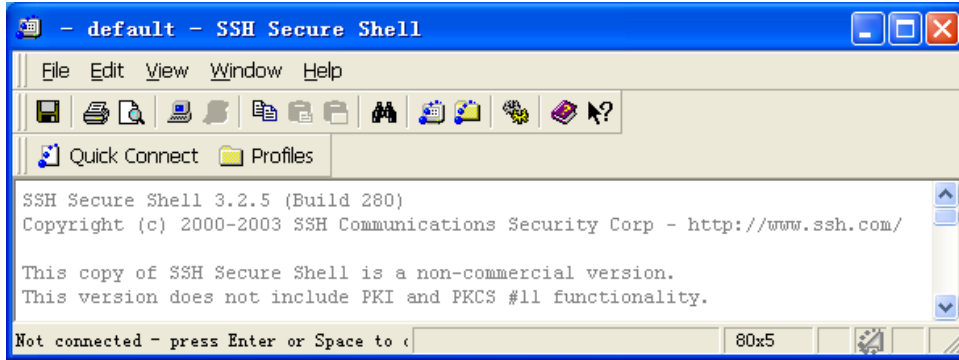 - default - SSH Secure Shell
File Edit View Window Help
Quick Connect Profiles
SSH Secure Shell 3.2.5 (Build 280)
Copyright (c) 2000-2003 SSH Communications Security Corp - http://www.ssh.com/
This copy of SSH Secure Shell is a non-commercial version.
This version does not include PKI and PKCS #11 functionality.
Not connected - press Enter or Space to 80x5